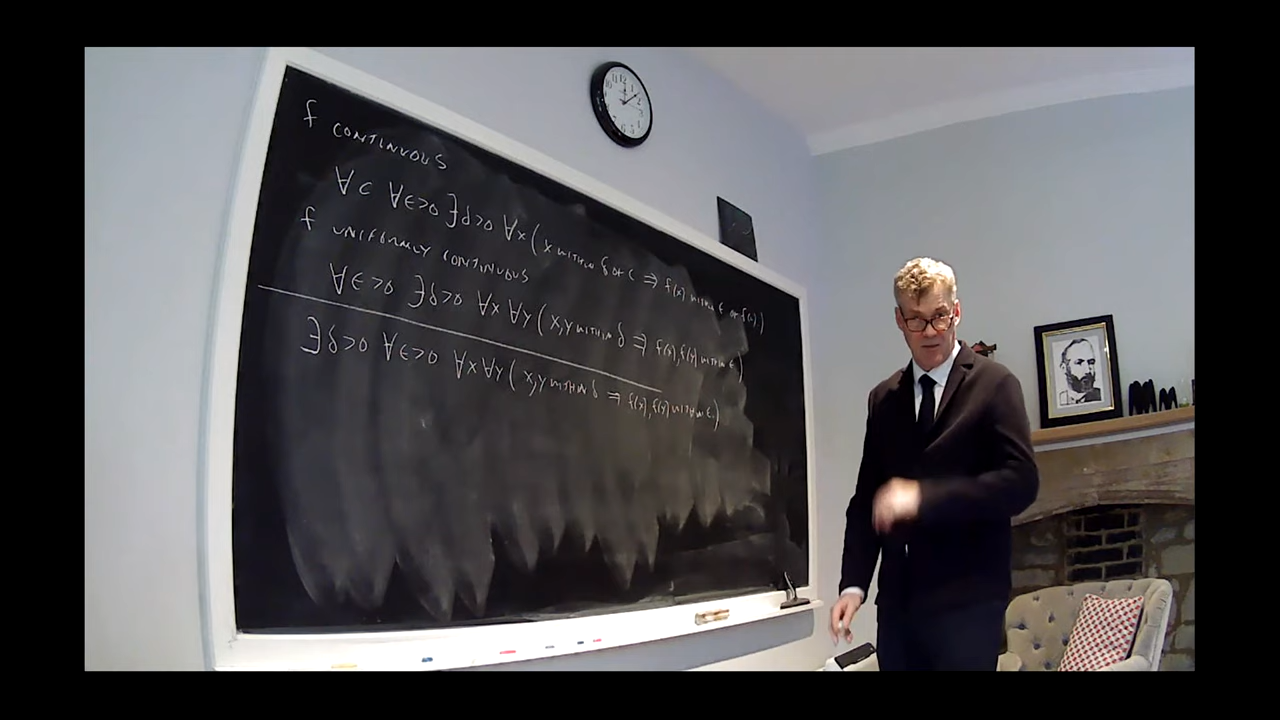 f CONTINUOUS
∀c ∀ϵ>0 ∃δ>0 ∀x (x WITHIN δ OF c ⇒ f(x) WITHIN ϵ OF f(c).)
f UNIFORMLY CONTINUOUS
∀ϵ>0 ∃δ>0 ∀x ∀y (x,y WITHIN δ ⇒ f(x),f(y) WITHIN ϵ)
∃δ>0 ∀ϵ>0 ∀x∀y (x,y WITHIN δ ⇒ f(x),f(y) WITHIN ϵ.)